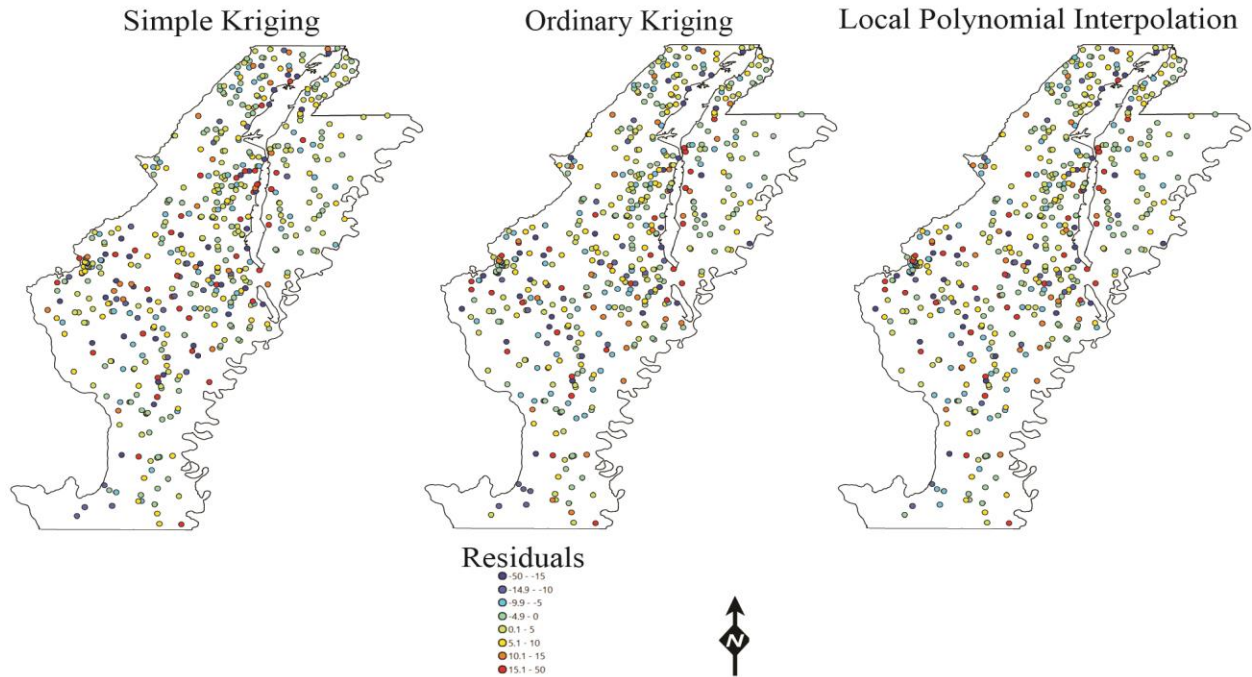 Simple Kriging
Ordinary Kriging
Local Polynomial Interpolation
Residuals
-50 - -15
-14.9 - -10
-9.9 - -5
-4.9 - 0
0.1 - 5
5.1 - 10
10.1 - 15
15.1 - 50
N